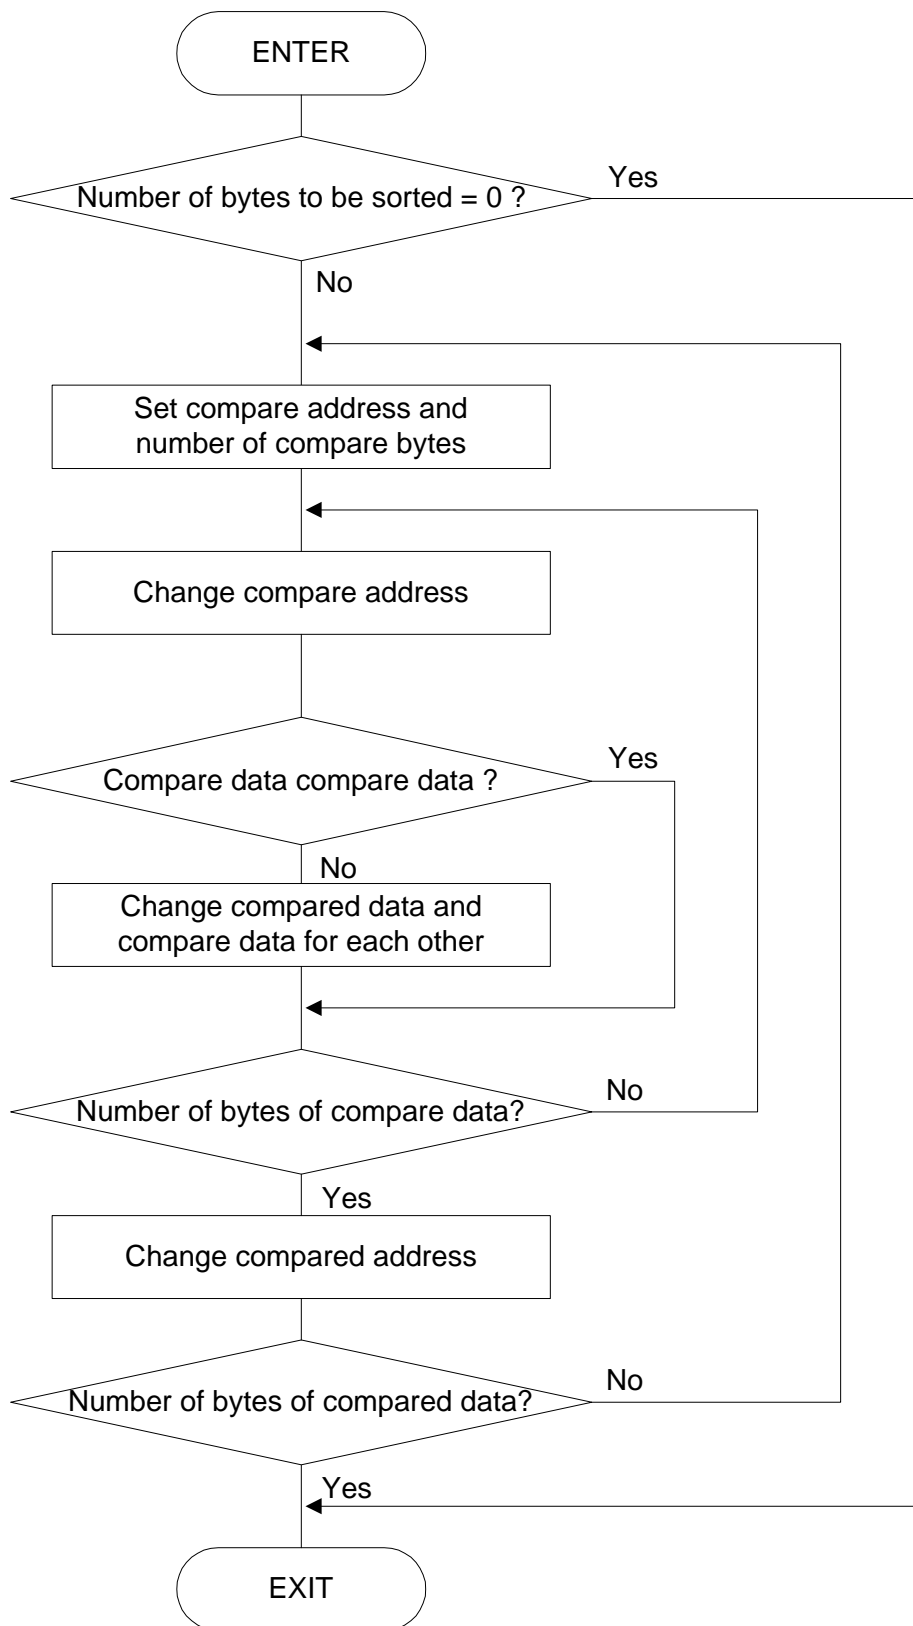 ENTER
Number of bytes to be sorted = 0 ?
Yes
No
Set compare address and
number of compare bytes
Change compare address
Compare data compare data ?
Yes
No
Change compared data and
compare data for each other
Number of bytes of compare data?
No
Yes
Change compared address
Number of bytes of compared data?
No
Yes
EXIT